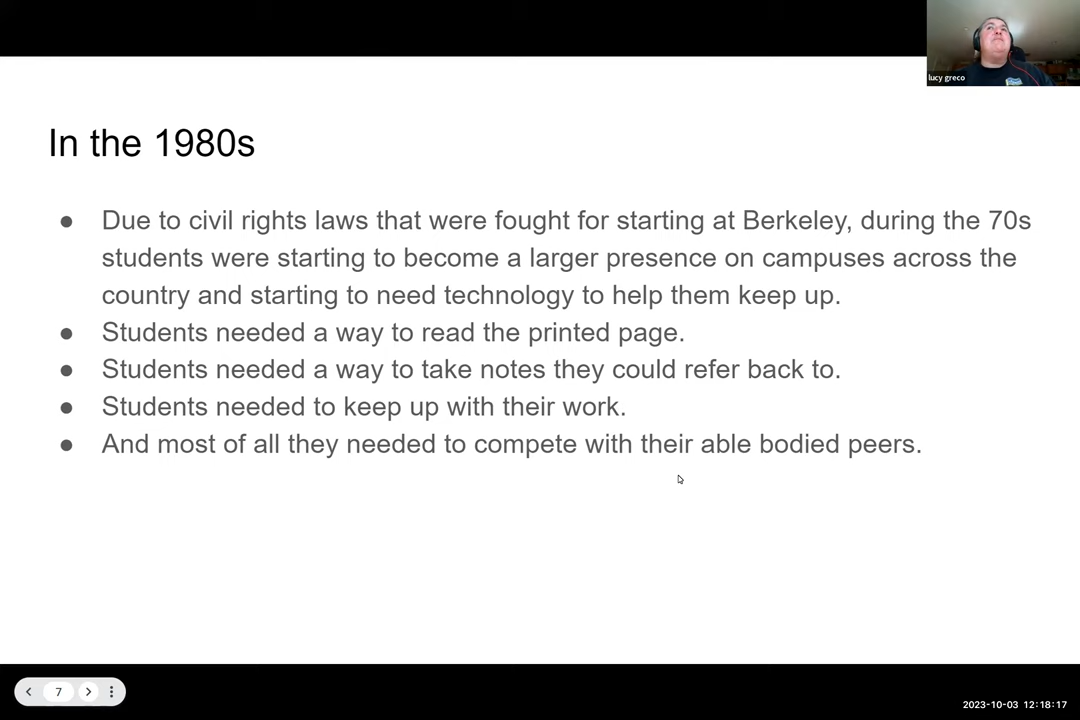 lucy greco
In the 1980s
● Due to civil rights laws that were fought for starting at Berkeley, during the 70s
students were starting to become a larger presence on campuses across the
country and starting to need technology to help them keep up.
● Students needed a way to read the printed page.
● Students needed a way to take notes they could refer back to.
● Students needed to keep up with their work.
● And most of all they needed to compete with their able bodied peers.
7
2023-10-03 12:18:17